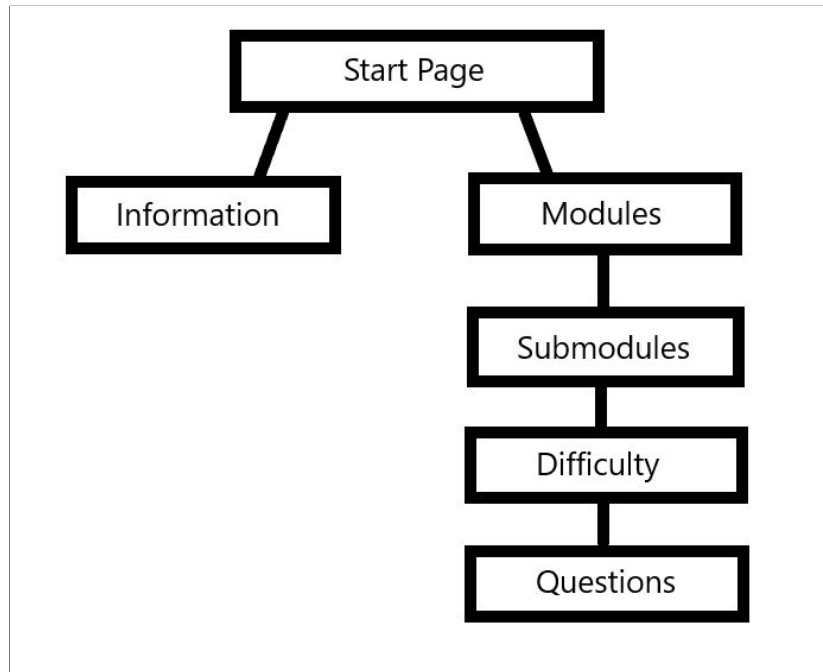 Start Page
Information
Modules
Submodules
Difficulty
Questions